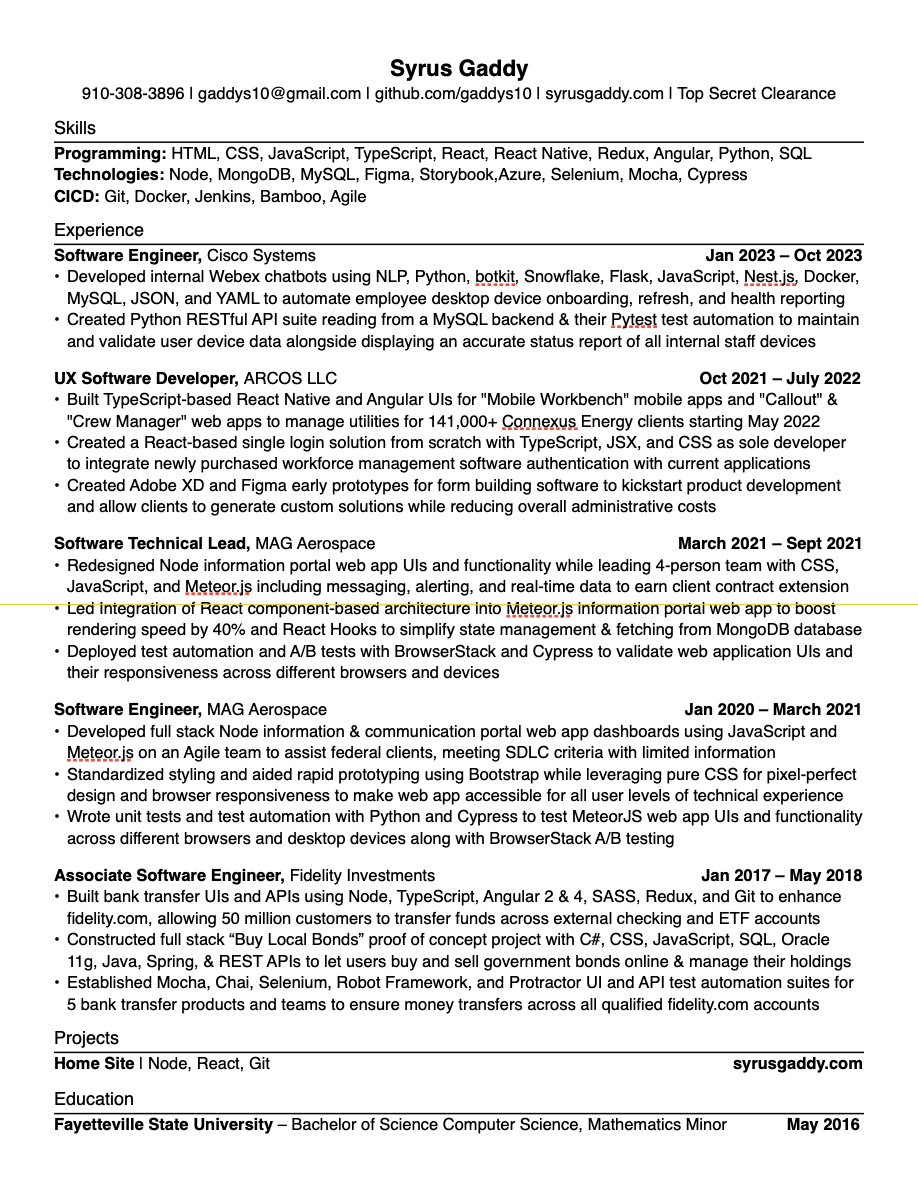 Syrus Gaddy
910-308-3896 | gaddys10@gmail.com | github.com/gaddys10 | syrusgaddy.com | Top Secret Clearance
Skills
Programming: HTML, CSS, JavaScript, TypeScript, React, React Native, Redux, Angular, Python, SQL
Technologies: Node, MongoDB, MySQL, Figma, Storybook,Azure, Selenium, Mocha, Cypress
CICD: Git, Docker, Jenkins, Bamboo, Agile
Experience
Software Engineer, Cisco Systems Jan 2023 – Oct 2023
• Developed internal Webex chatbots using NLP, Python, botkit, Snowflake, Flask, JavaScript, Nest.js, Docker,
MySQL, JSON, and YAML to automate employee desktop device onboarding, refresh, and health reporting
• Created Python RESTful API suite reading from a MySQL backend & their Pytest test automation to maintain
and validate user device data alongside displaying an accurate status report of all internal staff devices
UX Software Developer, ARCOS LLC Oct 2021 – July 2022
• Built TypeScript-based React Native and Angular UIs for "Mobile Workbench" mobile apps and "Callout" &
"Crew Manager" web apps to manage utilities for 141,000+ Connexus Energy clients starting May 2022
• Created a React-based single login solution from scratch with TypeScript, JSX, and CSS as sole developer
to integrate newly purchased workforce management software authentication with current applications
• Created Adobe XD and Figma early prototypes for form building software to kickstart product development
and allow clients to generate custom solutions while reducing overall administrative costs
Software Technical Lead, MAG Aerospace March 2021 – Sept 2021
• Redesigned Node information portal web app UIs and functionality while leading 4-person team with CSS,
JavaScript, and Meteor.js including messaging, alerting, and real-time data to earn client contract extension
• Led integration of React component-based architecture into Meteor.js information portal web app to boost
rendering speed by 40% and React Hooks to simplify state management & fetching from MongoDB database
• Deployed test automation and A/B tests with BrowserStack and Cypress to validate web application UIs and
their responsiveness across different browsers and devices
Software Engineer, MAG Aerospace Jan 2020 – March 2021
• Developed full stack Node information & communication portal web app dashboards using JavaScript and
Meteor.js on an Agile team to assist federal clients, meeting SDLC criteria with limited information
• Standardized styling and aided rapid prototyping using Bootstrap while leveraging pure CSS for pixel-perfect
design and browser responsiveness to make web app accessible for all user levels of technical experience
• Wrote unit tests and test automation with Python and Cypress to test MeteorJS web app UIs and functionality
across different browsers and desktop devices along with BrowserStack A/B testing
Associate Software Engineer, Fidelity Investments Jan 2017 – May 2018
• Built bank transfer UIs and APIs using Node, TypeScript, Angular 2 & 4, SASS, Redux, and Git to enhance
fidelity.com, allowing 50 million customers to transfer funds across external checking and ETF accounts
• Constructed full stack “Buy Local Bonds” proof of concept project with C#, CSS, JavaScript, SQL, Oracle
11g, Java, Spring, & REST APIs to let users buy and sell government bonds online & manage their holdings
• Established Mocha, Chai, Selenium, Robot Framework, and Protractor UI and API test automation suites for
5 bank transfer products and teams to ensure money transfers across all qualified fidelity.com accounts
Projects
Home Site | Node, React, Git syrusgaddy.com
Education
Fayetteville State University – Bachelor of Science Computer Science, Mathematics Minor May 2016